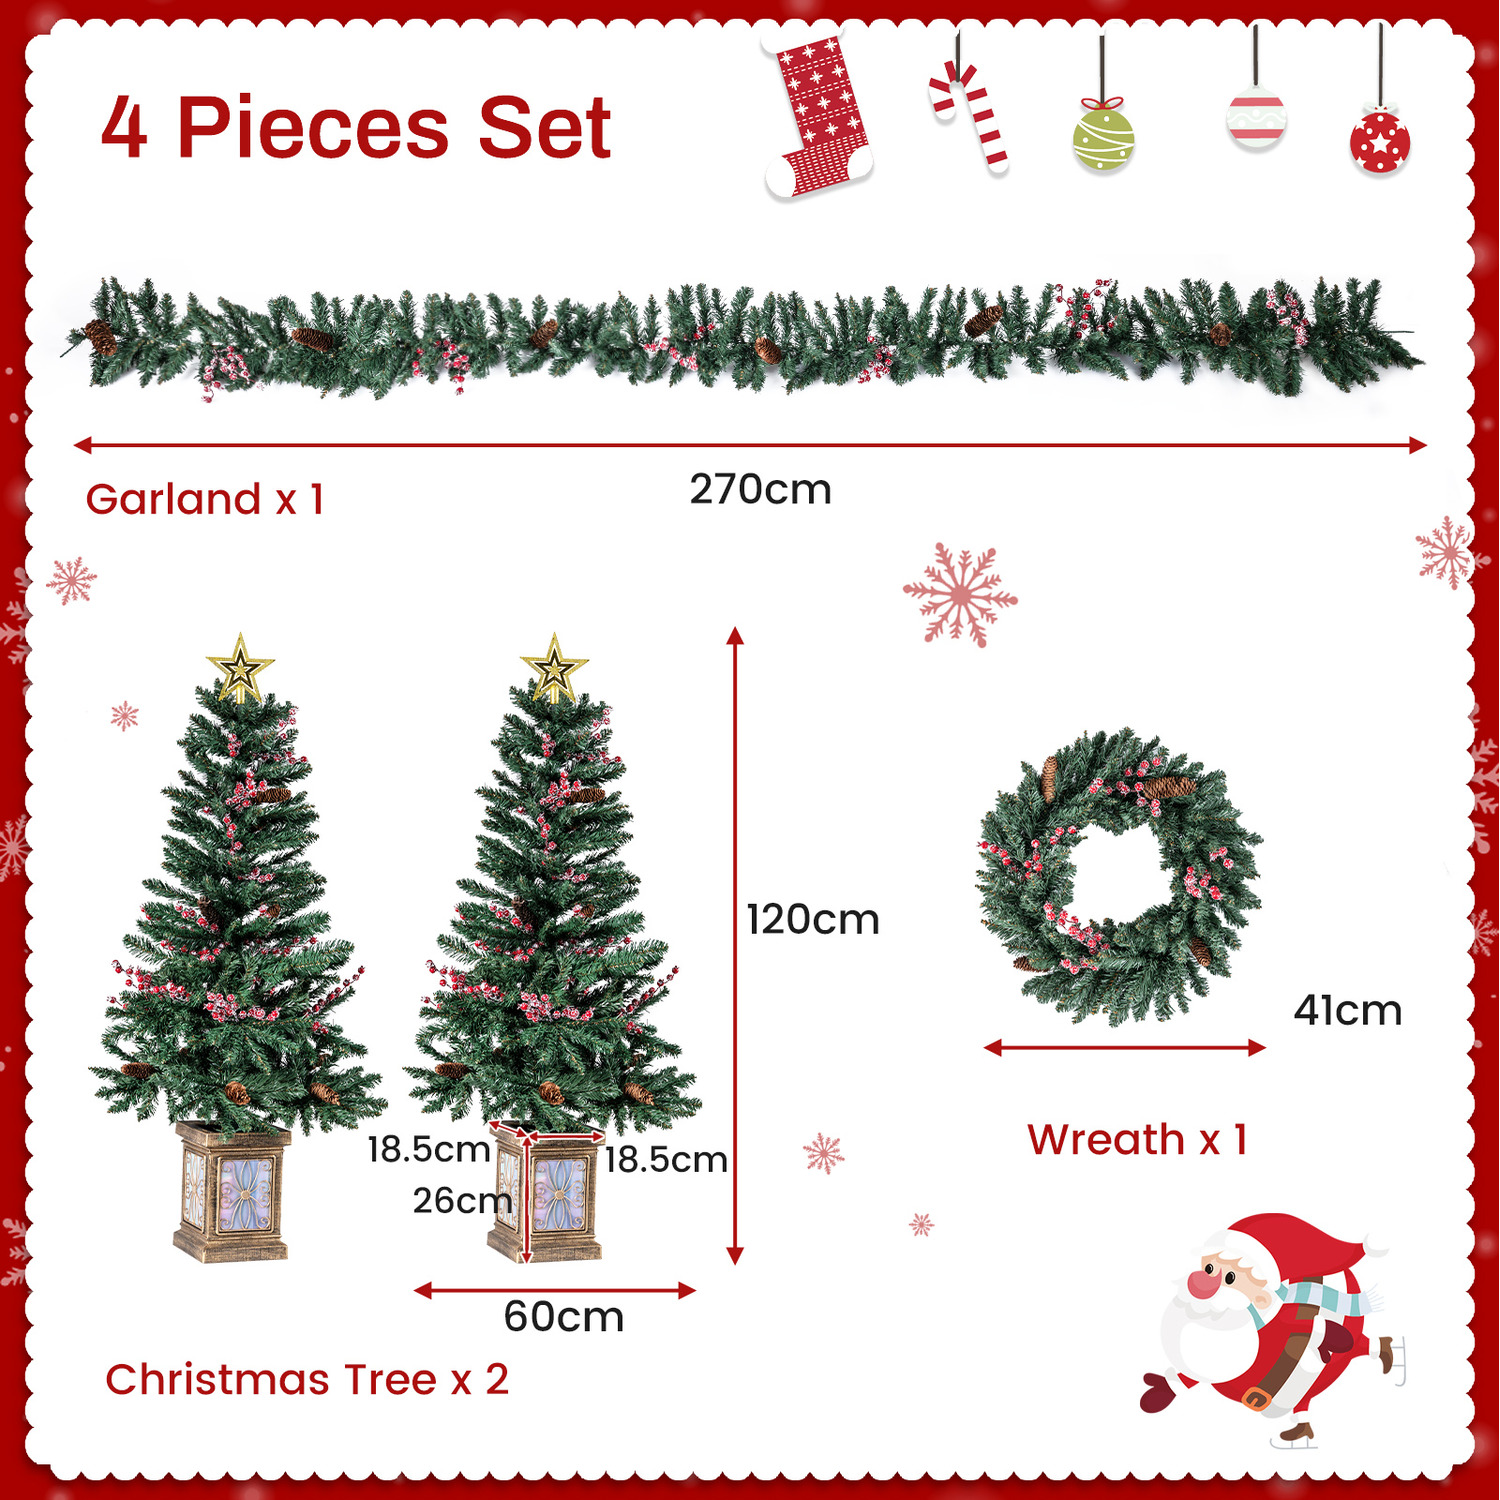 4 Pieces Set
270cm
Garland x 1
120cm
41cm
Wreath x 1
18.5cm
18.5cm
26cm
60cm
Christmas Tree x 2